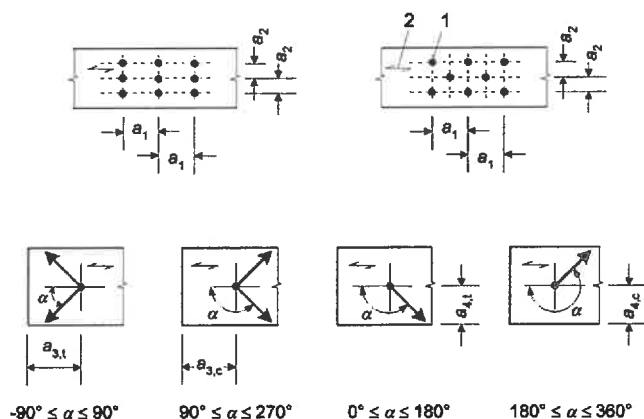 2 1
a2 a2
a2 a2
a1 a1
a1 a1
α α α α
a4,t a4,c
a3,t a3,c
-90° ≤ α ≤ 90° 90° ≤ α ≤ 270° 0° ≤ α ≤ 180° 180° ≤ α ≤ 360°